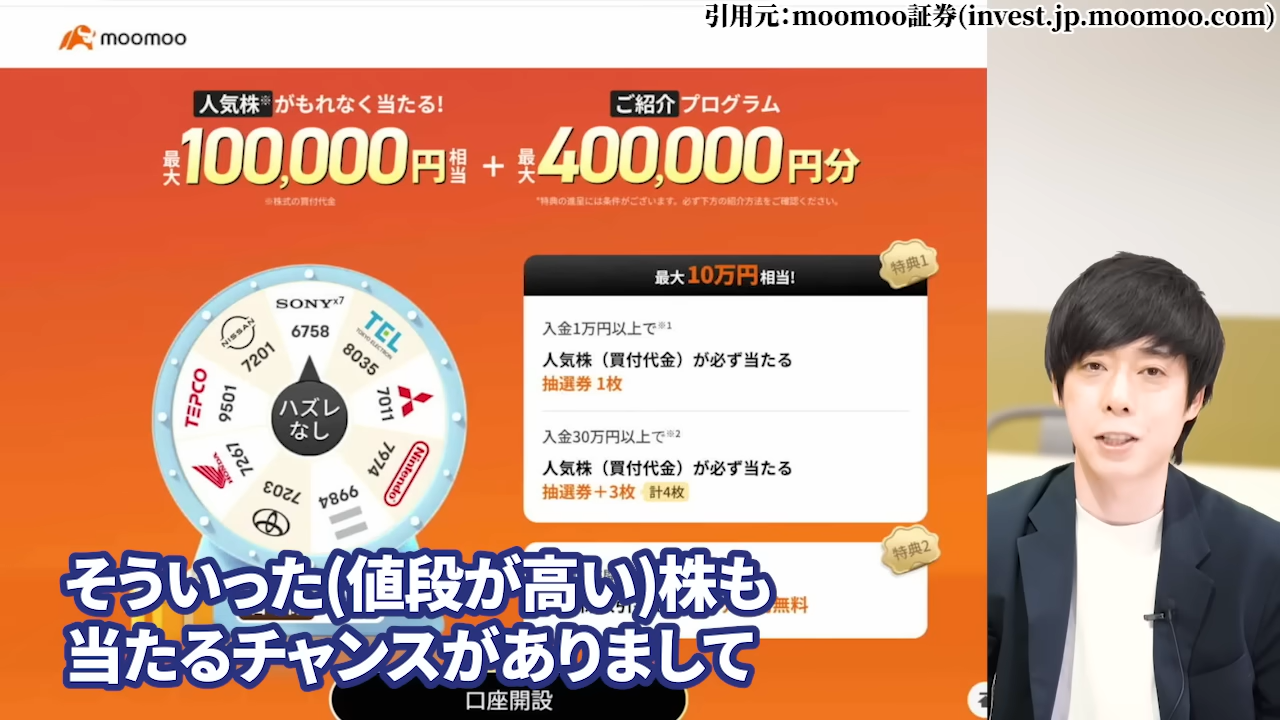 引用元：moomoo証券(invest.jp.moomoo.com)
moomoo
人気株※がもれなく当たる!
最大100,000円相当
※株式の買付代金
+
ご紹介プログラム
最大400,000円分
*特典の進呈には条件がございます。必ず下方の紹介方法をご確認ください。
SONY x7
6758
TEL
TOKYO ELECTRON
8035
7011
Nintendo
7974
9984
7203
HONDA
7267
TEPCO
9501
NISSAN
7201
ハズレ
なし
特典1
最大10万円相当!
入金1万円以上で※1
人気株（買付代金）が必ず当たる
抽選券 1枚
入金30万円以上で※2
人気株（買付代金）が必ず当たる
抽選券＋3枚 計4枚
特典2
無料
そういった(値段が高い)株も
当たるチャンスがありまして
口座開設